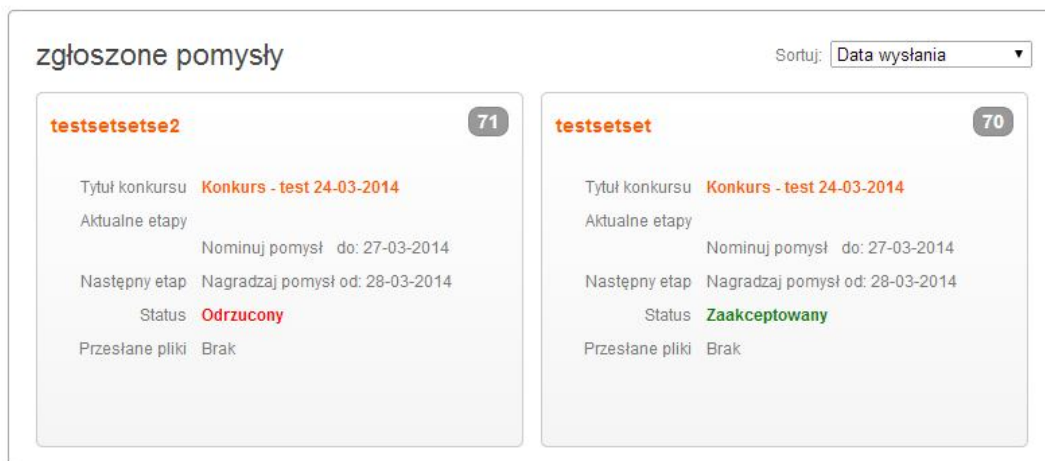 zgłoszone pomysły
Sortuj: Data wysłania
testsetsetse2 71
Tytuł konkursu Konkurs - test 24-03-2014
Aktualne etapy
Nominuj pomysł do: 27-03-2014
Następny etap Nagradzaj pomysł od: 28-03-2014
Status Odrzucony
Przesłane pliki Brak
testsetset 70
Tytuł konkursu Konkurs - test 24-03-2014
Aktualne etapy
Nominuj pomysł do: 27-03-2014
Następny etap Nagradzaj pomysł od: 28-03-2014
Status Zaakceptowany
Przesłane pliki Brak